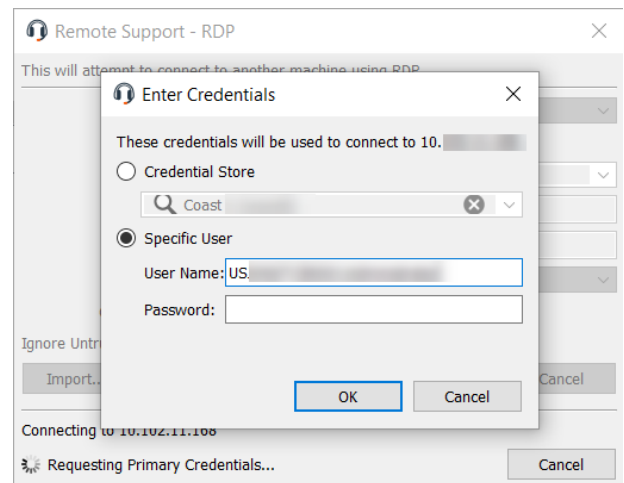 Remote Support - RDP
This will attempt to connect to another machine using RDP
Enter Credentials
These credentials will be used to connect to 10.
Credential Store
Coast
Specific User
User Name: US.
Password:
Ignore Untr
Import..
OK
Cancel
Cancel
Connecting to 10.102.11.168
Requesting Primary Credentials...
Cancel